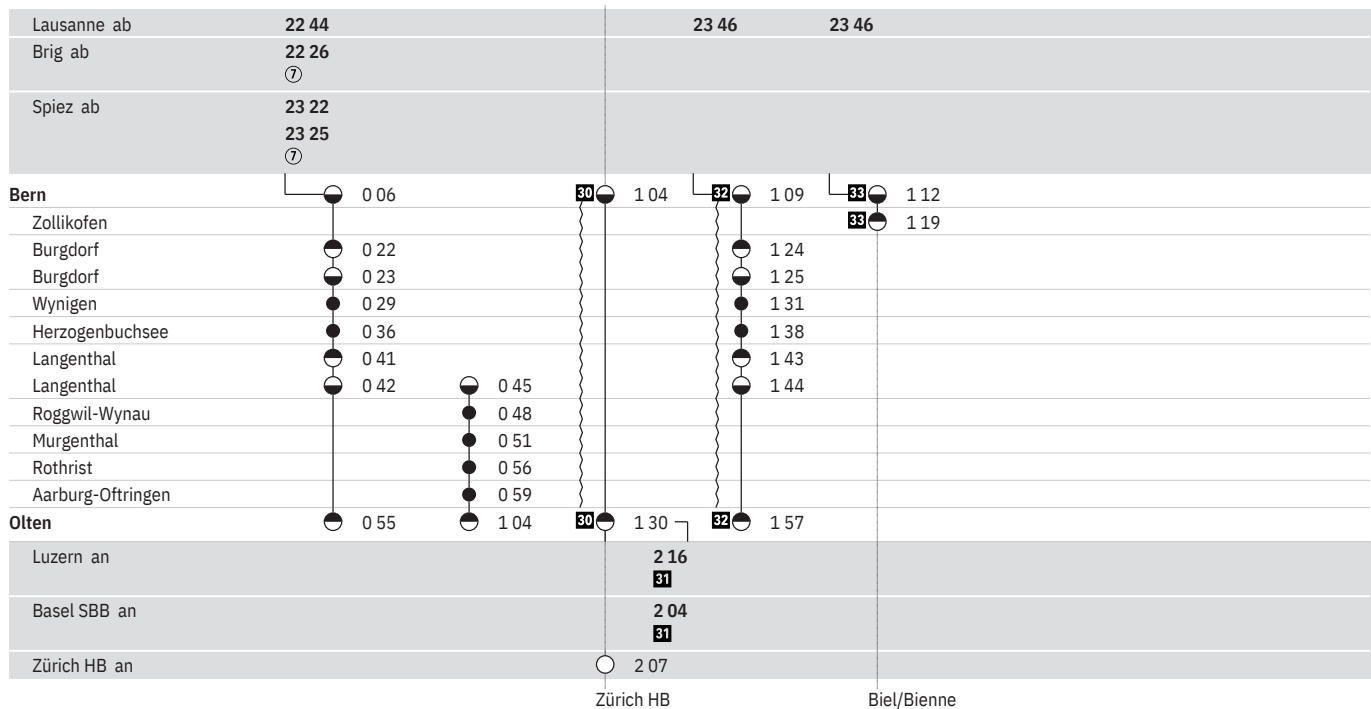 Lausanne ab 22 44 23 46 23 46
Brig ab 22 26
7
Spiez ab 23 22
23 25
7
Bern 0 06 30 1 04 32 1 09 33 1 12
Zollikofen 33 1 19
Burgdorf 0 22 1 24
Burgdorf 0 23 1 25
Wynigen 0 29 1 31
Herzogenbuchsee 0 36 1 38
Langenthal 0 41 1 43
Langenthal 0 42 0 45 1 44
Roggwil-Wynau 0 48
Murgenthal 0 51
Rothrist 0 56
Aarburg-Oftringen 0 59
Olten 0 55 1 04 30 1 30 32 1 57
Luzern an 2 16
31
Basel SBB an 2 04
31
Zürich HB an 2 07
Zürich HB Biel/Bienne